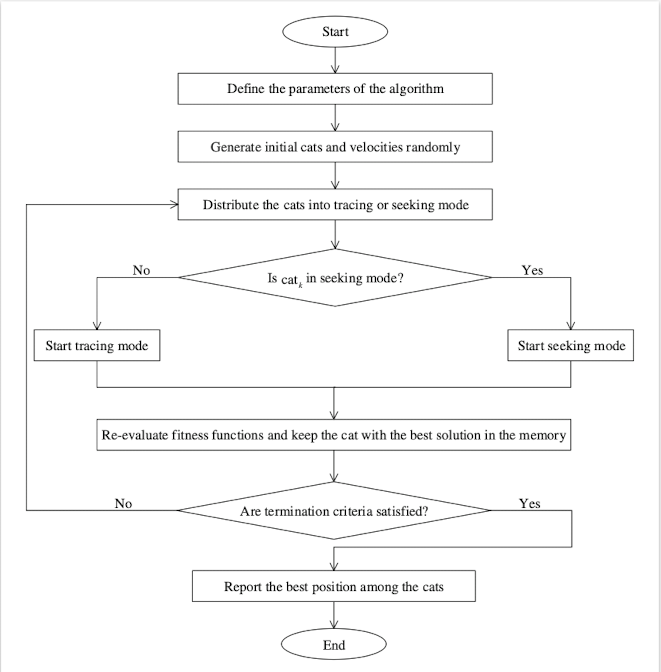 Start
Define the parameters of the algorithm
Generate initial cats and velocities randomly
Distribute the cats into tracing or seeking mode
Is catₖ in seeking mode?
No
Yes
Start tracing mode
Start seeking mode
Re-evaluate fitness functions and keep the cat with the best solution in the memory
Are termination criteria satisfied?
No
Yes
Report the best position among the cats
End